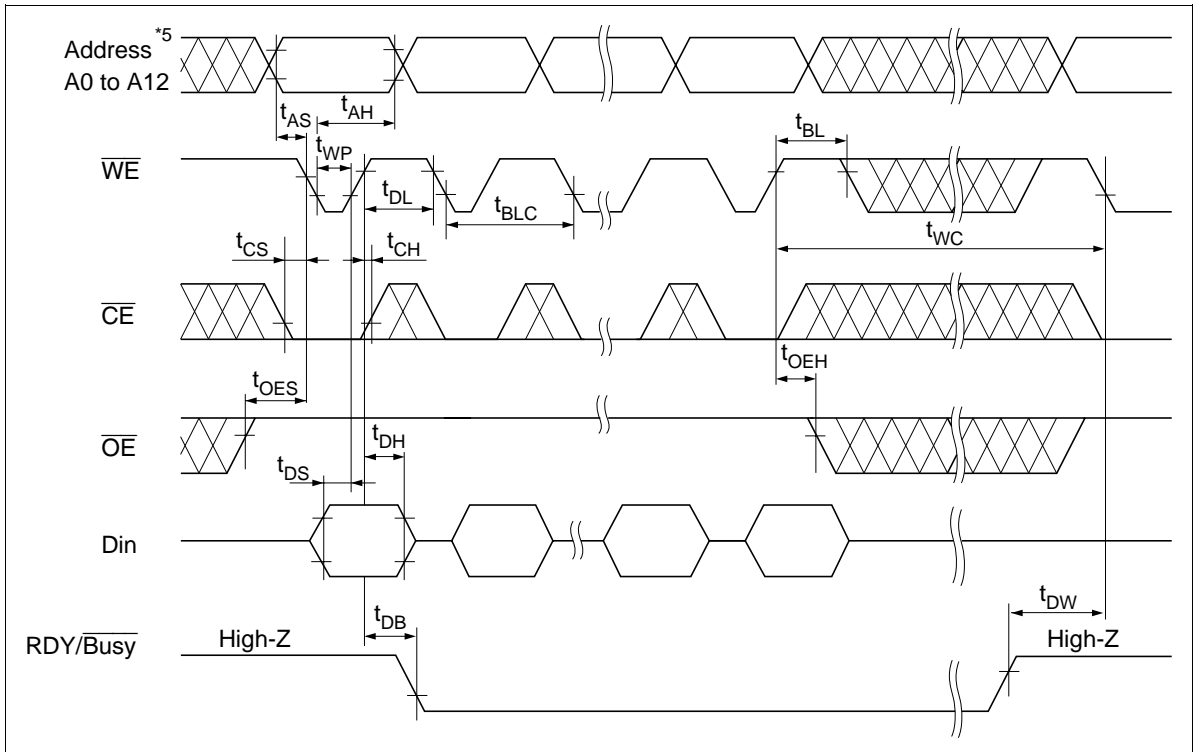 Address *5
A0 to A12
tAS
tAH
tWP
tBL
WE
tDL
tBLC
tWC
tCS
tCH
CE
tOES
tOEH
OE
tDH
tDS
Din
tDB
tDW
RDY/Busy
High-Z
High-Z